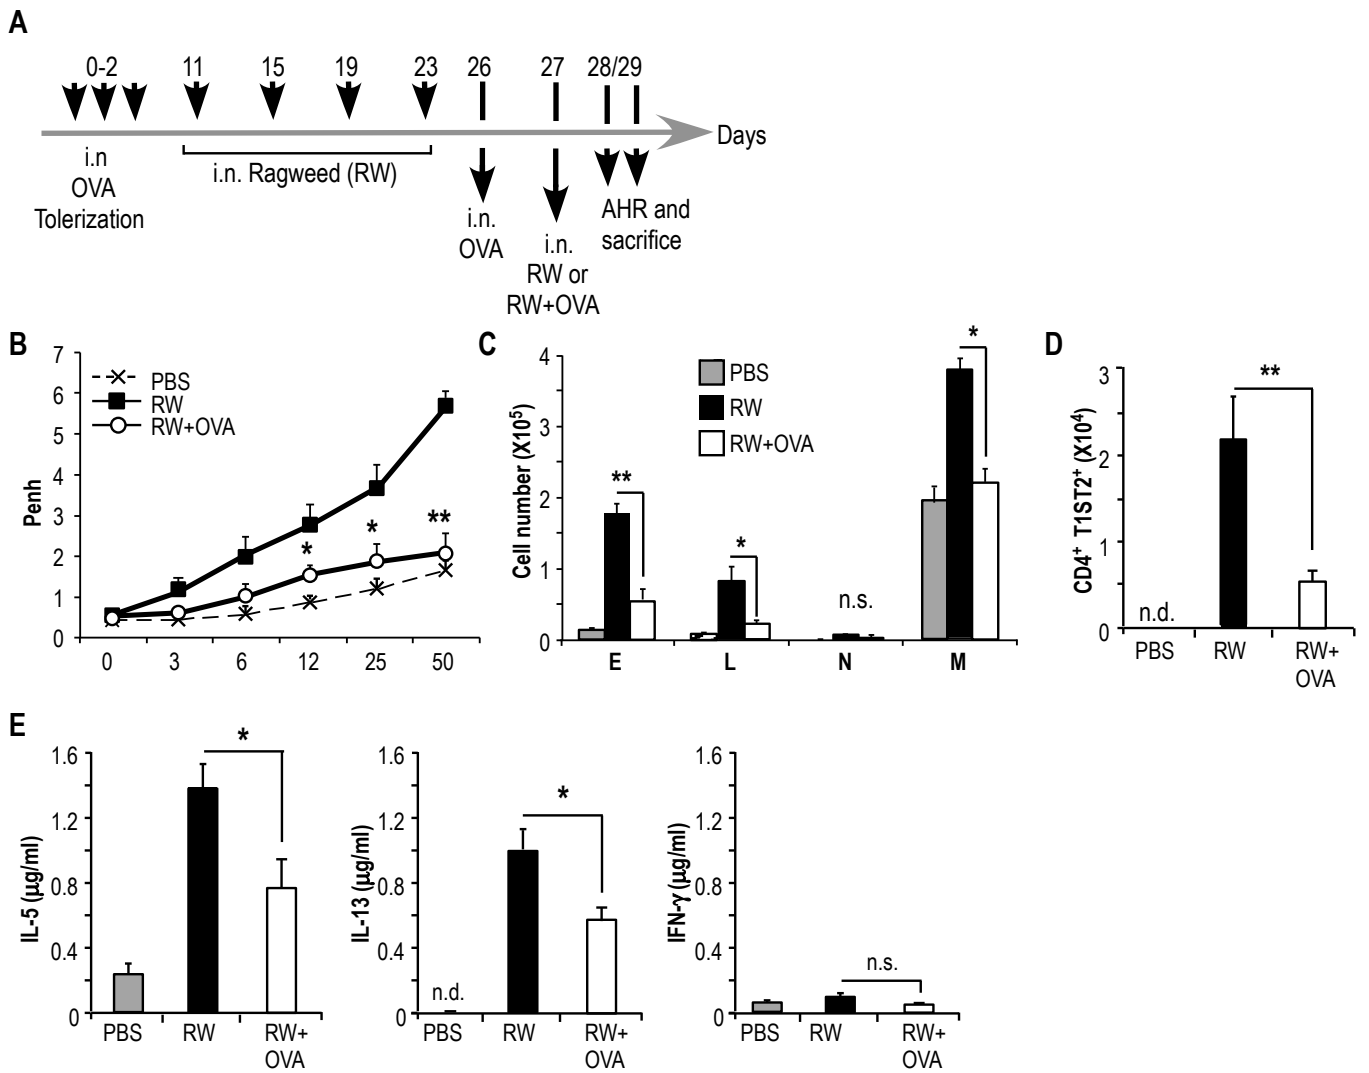 A
0-2 11 15 19 23 26 27 28/29
Days
i.n
OVA
Tolerization
i.n. Ragweed (RW)
i.n.
OVA
i.n.
RW or
RW+OVA
AHR and
sacrifice
B
Penh
7
6
5
4
3
2
1
0
PBS
RW
RW+OVA
*
*
**
0 3 6 12 25 50
C
Cell number (X10⁵)
4
3
2
1
0
PBS
RW
RW+OVA
**
*
n.s.
*
E L N M
D
CD4⁺ T1ST2⁺ (X10⁴)
3
2
1
0
n.d.
**
PBS RW RW+
OVA
E
IL-5 (µg/ml)
1.6
1.2
0.8
0.4
0
*
PBS RW RW+
OVA
IL-13 (µg/ml)
1.6
1.2
0.8
0.4
0
n.d.
*
PBS RW RW+
OVA
IFN-γ (µg/ml)
1.6
1.2
0.8
0.4
0
n.s.
PBS RW RW+
OVA